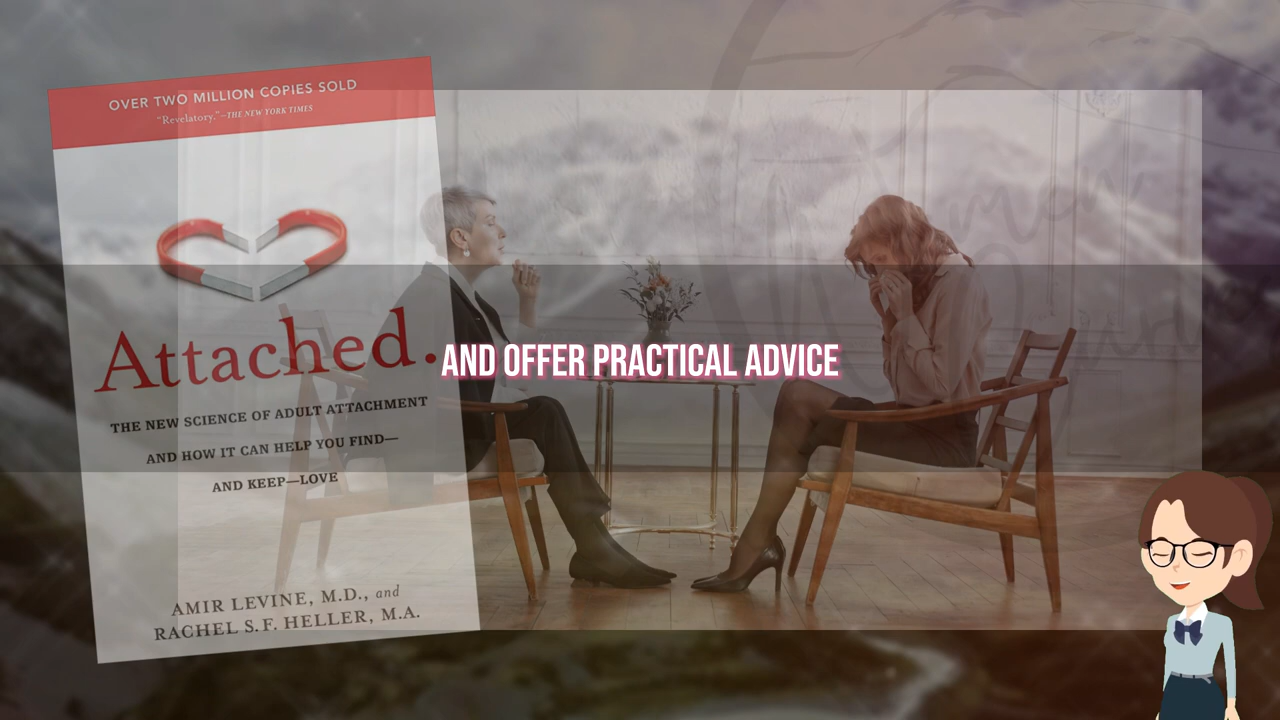 OVER TWO MILLION COPIES SOLD
"Revelatory."—THE NEW YORK TIMES
Attached.
AND OFFER PRACTICAL ADVICE
THE NEW SCIENCE OF ADULT ATTACHMENT
AND HOW IT CAN HELP YOU FIND—
AND KEEP—LOVE
AMIR LEVINE, M.D., and
RACHEL S. F. HELLER, M.A.